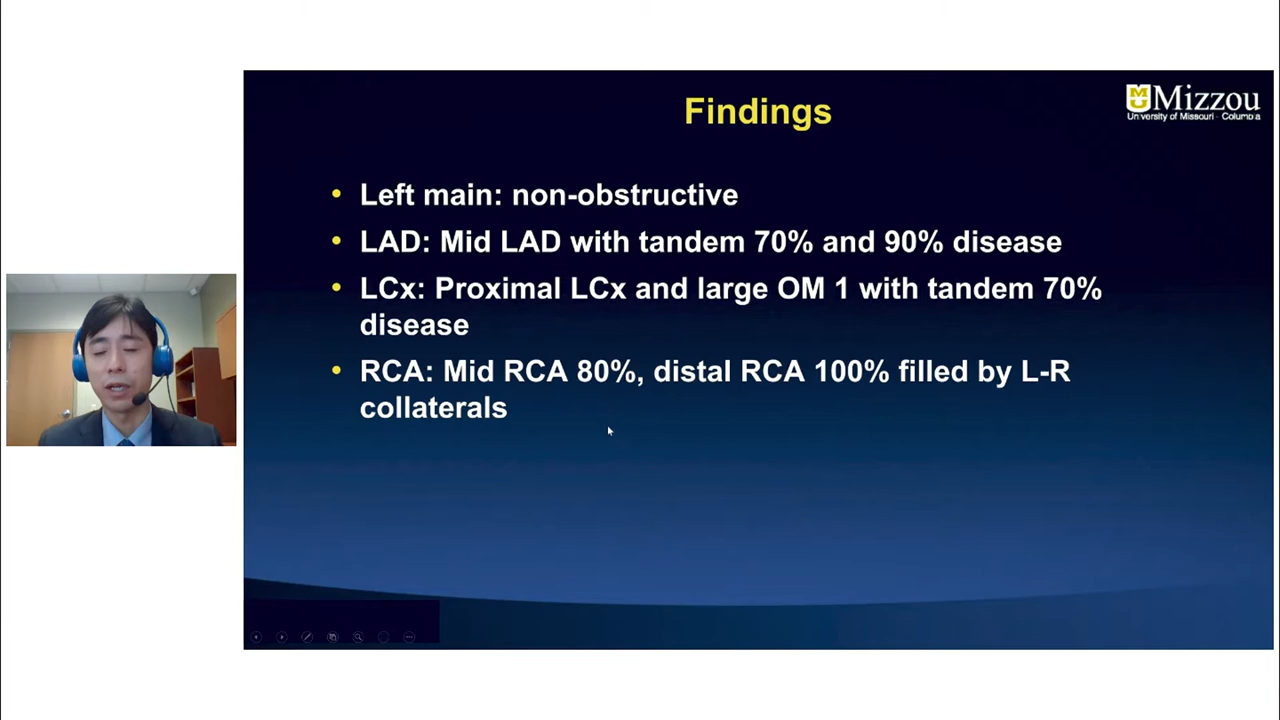 Findings
Mizzou
University of Missouri - Columbia
• Left main: non-obstructive
• LAD: Mid LAD with tandem 70% and 90% disease
• LCx: Proximal LCx and large OM 1 with tandem 70%
disease
• RCA: Mid RCA 80%, distal RCA 100% filled by L-R
collaterals